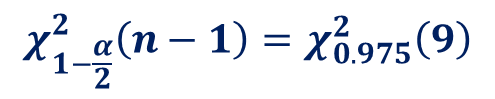 χ²_{1−α/2}(n − 1) = χ²_{0.975}(9)